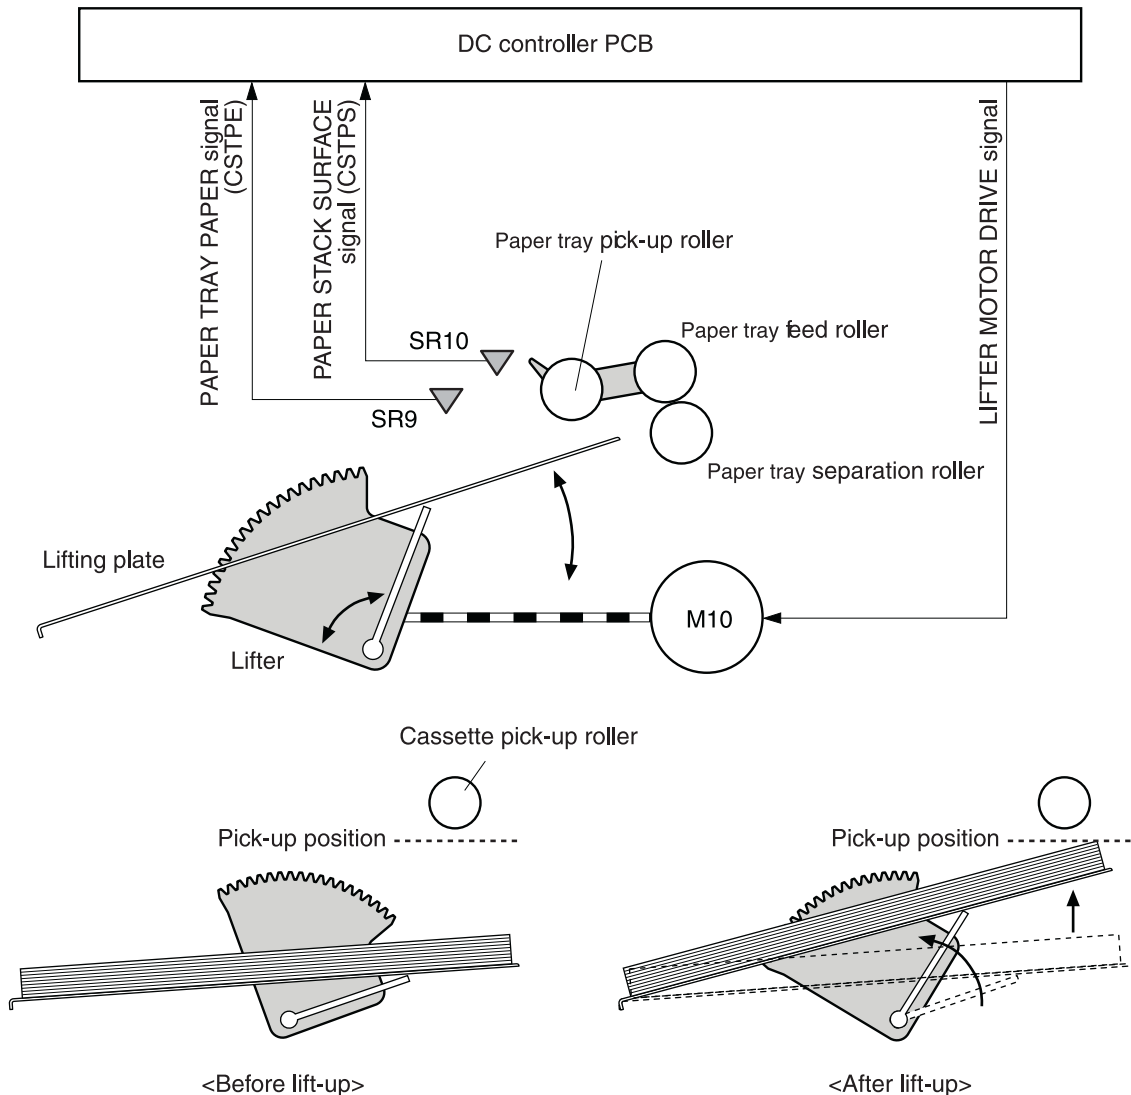 DC controller PCB
PAPER TRAY PAPER signal
(CSTPE)
PAPER STACK SURFACE
signal (CSTPS)
LIFTER MOTOR DRIVE signal
Paper tray pick-up roller
Paper tray feed roller
SR10
SR9
Paper tray separation roller
Lifting plate
M10
Lifter
Cassette pick-up roller
Pick-up position
Pick-up position
<Before lift-up>
<After lift-up>